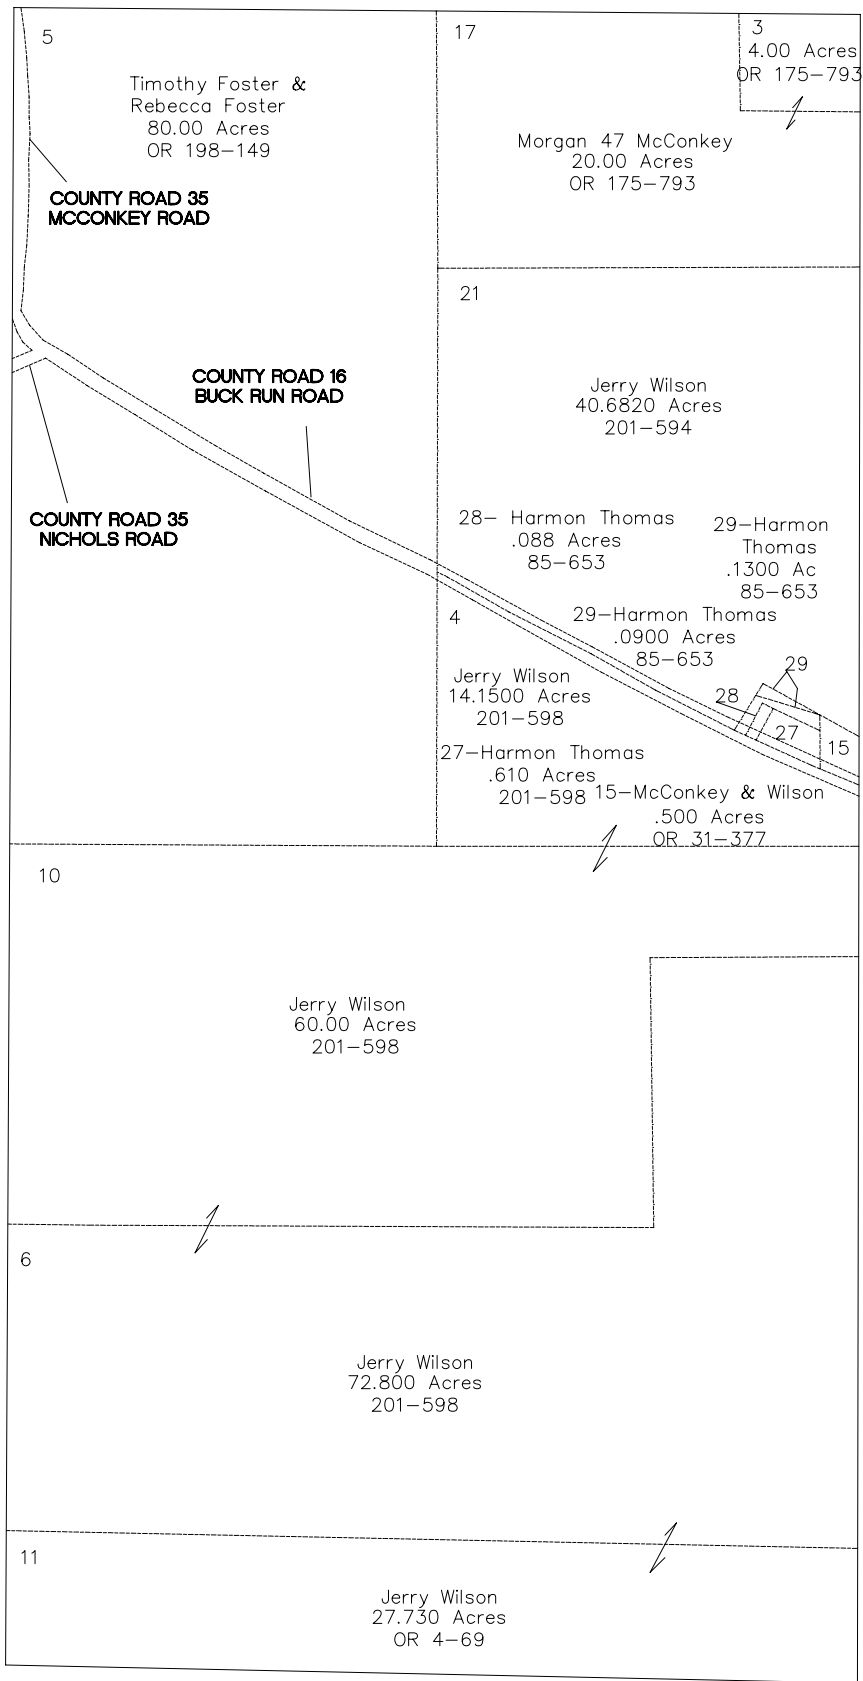 5
Timothy Foster &
Rebecca Foster
80.00 Acres
OR 198-149
COUNTY ROAD 35
MCCONKEY ROAD
17
3
4.00 Acres
OR 175-793
Morgan 47 McConkey
20.00 Acres
OR 175-793
21
Jerry Wilson
40.6820 Acres
201-594
COUNTY ROAD 16
BUCK RUN ROAD
COUNTY ROAD 35
NICHOLS ROAD
28- Harmon Thomas
.088 Acres
85-653
29-Harmon
Thomas
.1300 Ac
85-653
29-Harmon Thomas
.0900 Acres
85-653
4
Jerry Wilson
14.1500 Acres
201-598
29
28
27
15
27-Harmon Thomas
.610 Acres
201-598
15-McConkey & Wilson
.500 Acres
OR 31-377
10
Jerry Wilson
60.00 Acres
201-598
6
Jerry Wilson
72.800 Acres
201-598
11
Jerry Wilson
27.730 Acres
OR 4-69